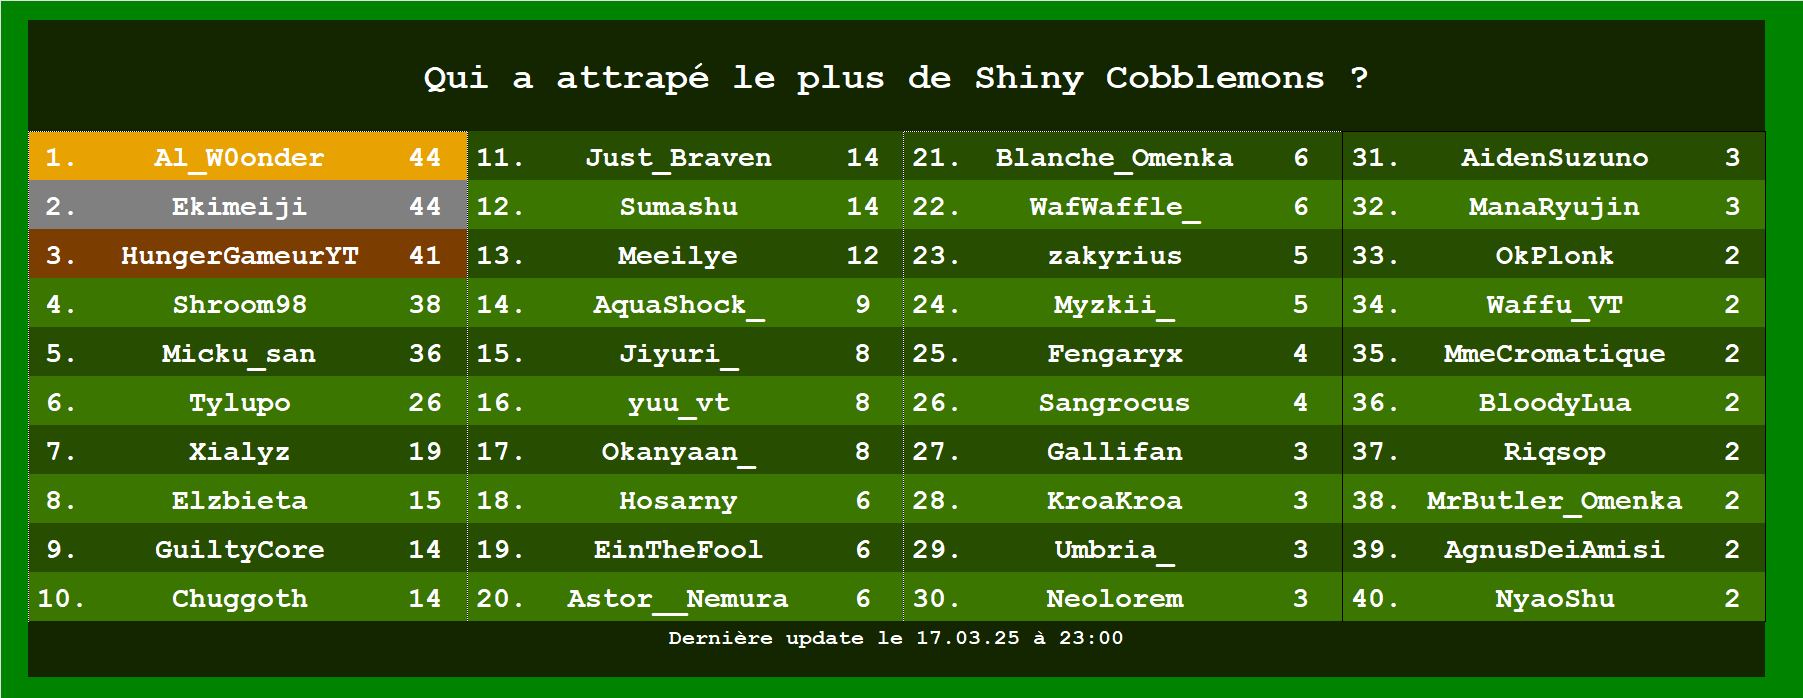 Qui a attrapé le plus de Shiny Cobblemons ?
1. Al_W0onder 44 11. Just_Braven 14 21. Blanche_Omenka 6 31. AidenSuzuno 3
2. Ekimeiji 44 12. Sumashu 14 22. WafWaffle_ 6 32. ManaRyujin 3
3. HungerGameurYT 41 13. Meeilye 12 23. zakyrius 5 33. OkPlonk 2
4. Shroom98 38 14. AquaShock_ 9 24. Myzkii_ 5 34. Waffu_VT 2
5. Micku_san 36 15. Jiyuri_ 8 25. Fengaryx 4 35. MmeCromatique 2
6. Tylupo 26 16. yuu_vt 8 26. Sangrocus 4 36. BloodyLua 2
7. Xialyz 19 17. Okanyaan_ 8 27. Gallifan 3 37. Riqsop 2
8. Elzbieta 15 18. Hosarny 6 28. KroaKroa 3 38. MrButler_Omenka 2
9. GuiltyCore 14 19. EinTheFool 6 29. Umbria_ 3 39. AgnusDeiAmisi 2
10. Chuggoth 14 20. Astor__Nemura 6 30. Neolorem 3 40. NyaoShu 2
Dernière update le 17.03.25 à 23:00